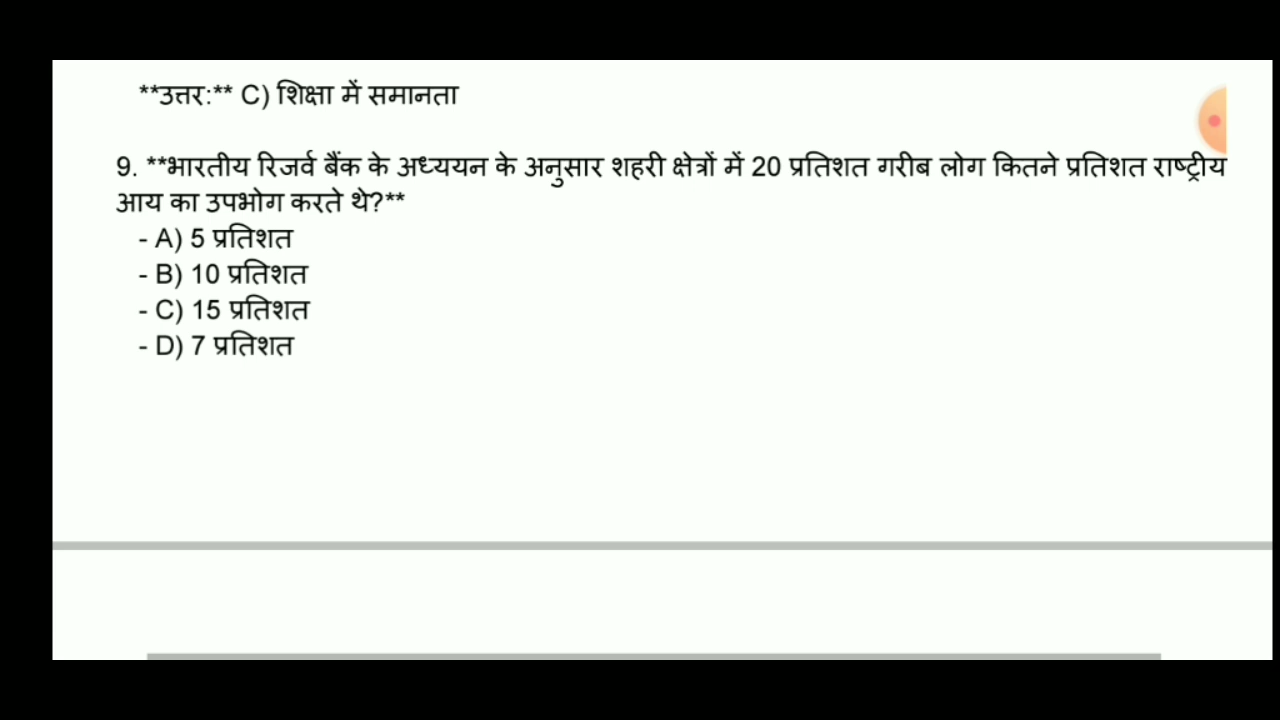 **उत्तर:** C) शिक्षा में समानता
9. **भारतीय रिजर्व बैंक के अध्ययन के अनुसार शहरी क्षेत्रों में 20 प्रतिशत गरीब लोग कितने प्रतिशत राष्ट्रीय
आय का उपभोग करते थे?**
- A) 5 प्रतिशत
- B) 10 प्रतिशत
- C) 15 प्रतिशत
- D) 7 प्रतिशत